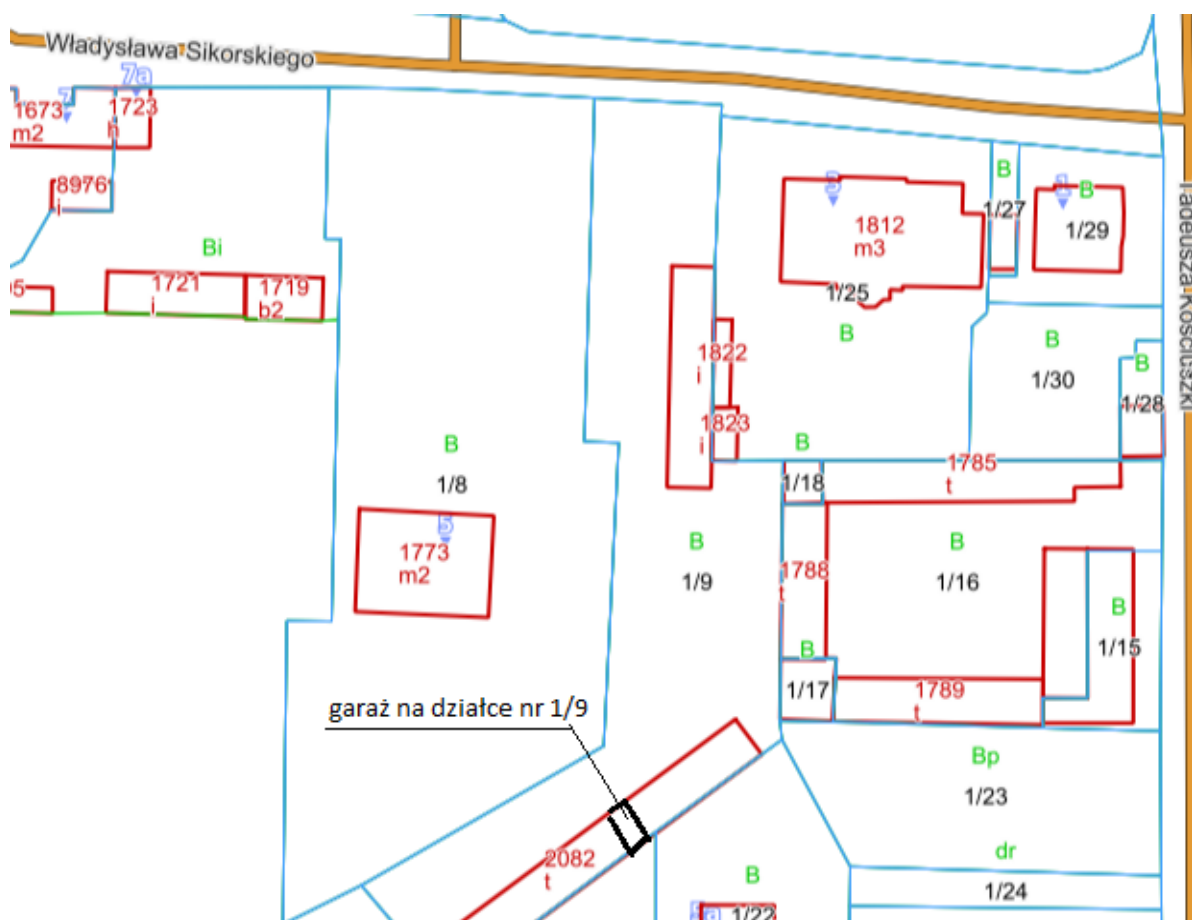 Władysława Sikorskiego
7a
7
1673
m2
1723
h
8976
i
Bi
1721
i
1719
b2
B
1/27
3
1812
m3
1/25
B
1
B
1/29
Tadeusza Kościuszki
B
1/30
B
1/28
1822
i
1823
i
B
1/18
1785
t
B
1/8
5
1773
m2
B
1/9
1788
t
B
1/16
B
1/15
B
1/17
1789
t
garaż na działce nr 1/9
Bp
1/23
2082
t
dr
1/24
B
1/22